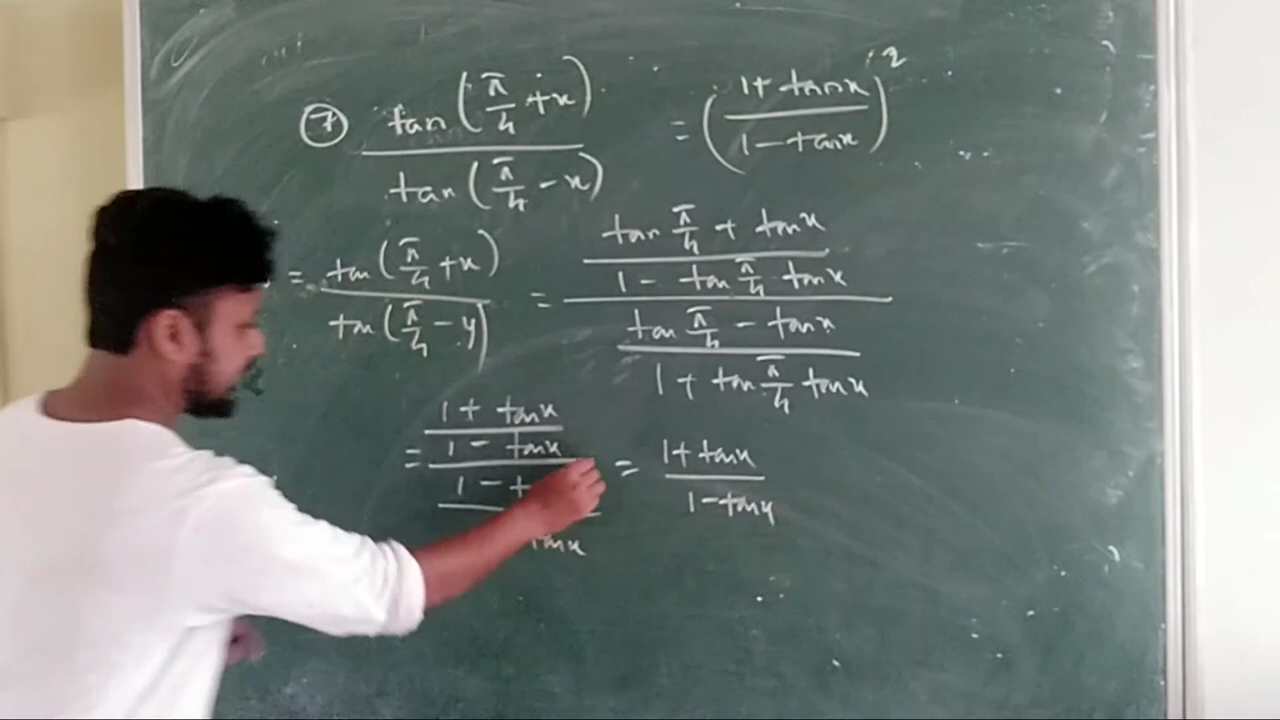 ⑦ tan(π/4 + x) / tan(π/4 - x) = ((1 + tan x) / (1 - tan x))²
= tan(π/4 + x) / tan(π/4 - y) = ((tan π/4 + tan x) / (1 - tan π/4 tan x)) / ((tan π/4 - tan x) / (1 + tan π/4 tan x))
= ((1 + tan x) / (1 - tan x)) / ((1 - t / tan x) = (1 + tan x) / (1 - tan x)